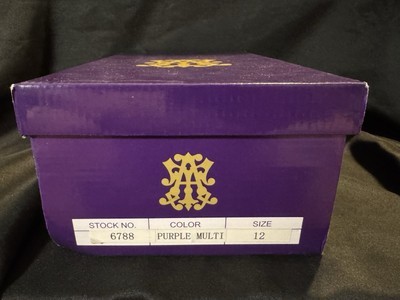 STOCK NO. COLOR SIZE
6788 PURPLE MULTI 12